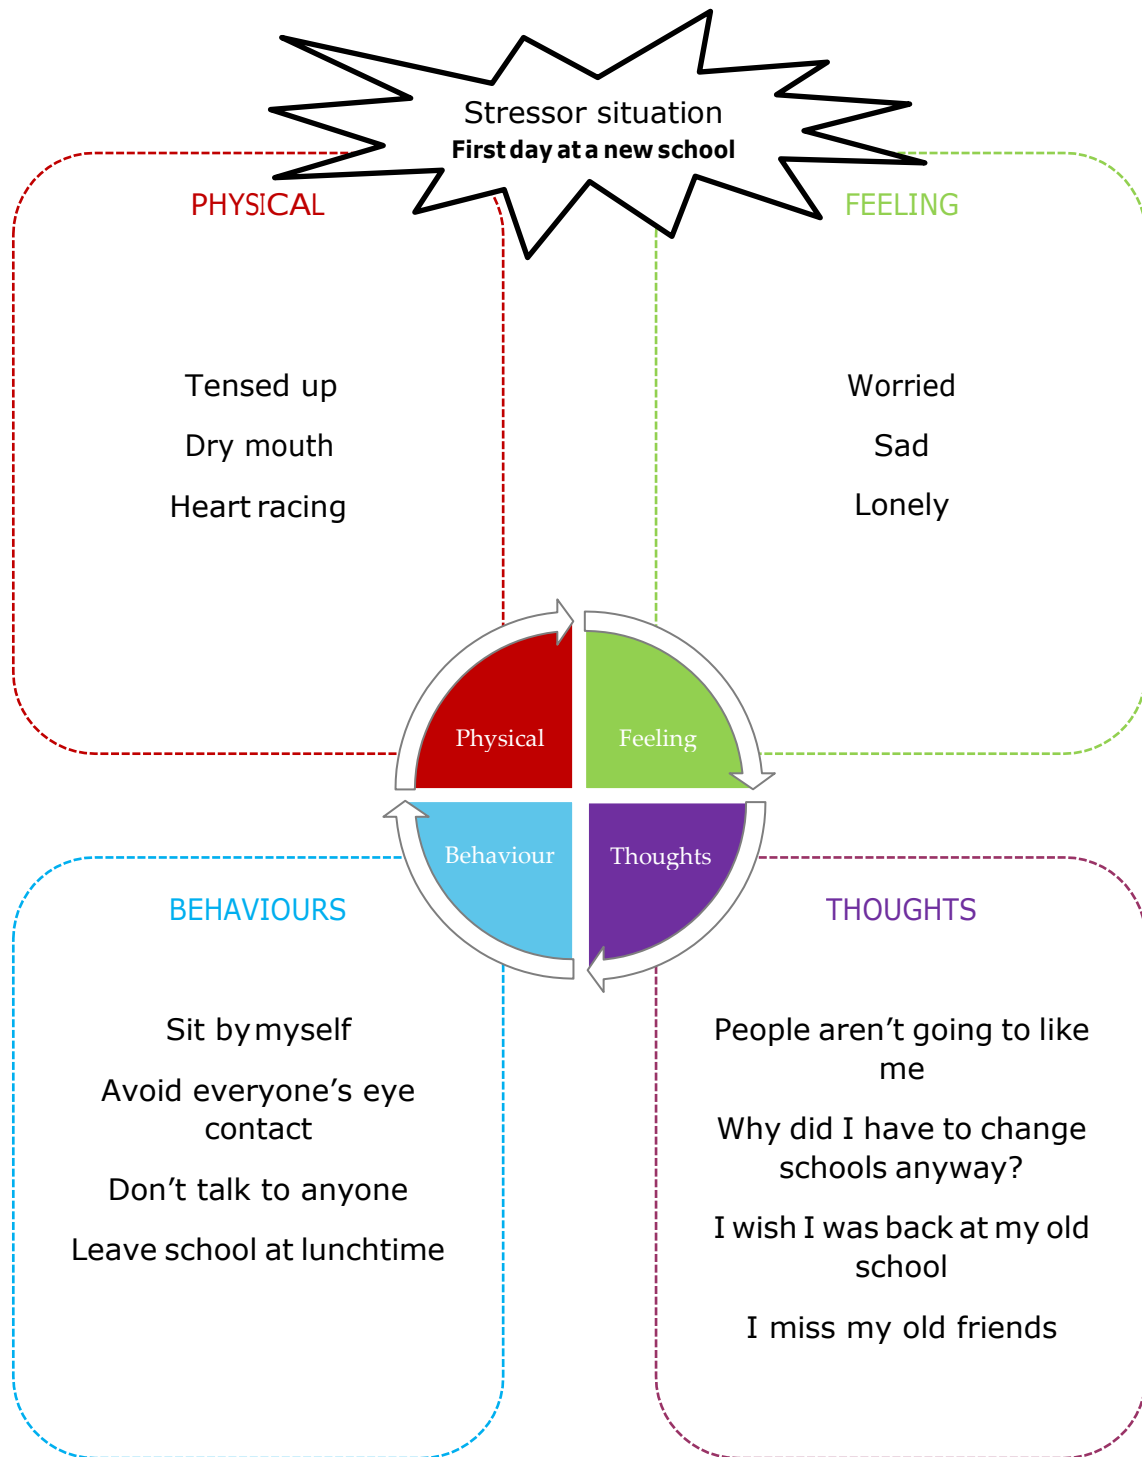 Stressor situation
First day at a new school
PHYSICAL
Tensed up
Dry mouth
Heart racing
FEELING
Worried
Sad
Lonely
Physical
Feeling
Behaviour
Thoughts
BEHAVIOURS
Sit by myself
Avoid everyone’s eye
contact
Don’t talk to anyone
Leave school at lunchtime
THOUGHTS
People aren’t going to like
me
Why did I have to change
schools anyway?
I wish I was back at my old
school
I miss my old friends